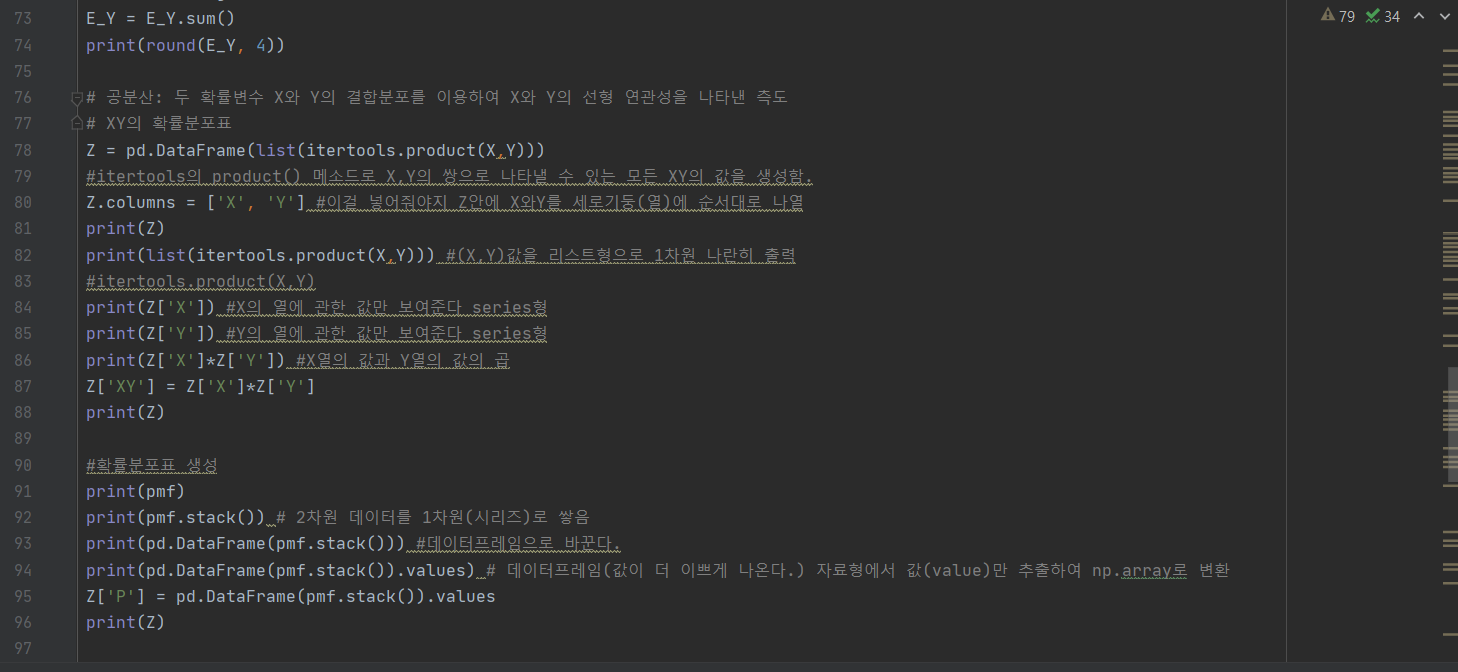 73 E_Y = E_Y.sum()
79 34
74 print(round(E_Y, 4))
75
76 # 공분산: 두 확률변수 X와 Y의 결합분포를 이용하여 X와 Y의 선형 연관성을 나타낸 측도
77 # XY의 확률분포표
78 Z = pd.DataFrame(list(itertools.product(X,Y)))
79 #itertools의 product() 메소드로 X,Y의 쌍으로 나타낼 수 있는 모든 XY의 값을 생성함.
80 Z.columns = ['X', 'Y'] #이걸 넣어줘야지 Z안에 X와Y를 세로기둥(열)에 순서대로 나열
81 print(Z)
82 print(list(itertools.product(X,Y))) #(X,Y)값을 리스트형으로 1차원 나란히 출력
83 #itertools.product(X,Y)
84 print(Z['X']) #X의 열에 관한 값만 보여준다 series형
85 print(Z['Y']) #Y의 열에 관한 값만 보여준다 series형
86 print(Z['X']*Z['Y']) #X열의 값과 Y열의 값의 곱
87 Z['XY'] = Z['X']*Z['Y']
88 print(Z)
89
90 #확률분포표 생성
91 print(pmf)
92 print(pmf.stack()) # 2차원 데이터를 1차원(시리즈)로 쌓음
93 print(pd.DataFrame(pmf.stack())) #데이터프레임으로 바꾼다.
94 print(pd.DataFrame(pmf.stack()).values) # 데이터프레임(값이 더 이쁘게 나온다.) 자료형에서 값(value)만 추출하여 np.array로 변환
95 Z['P'] = pd.DataFrame(pmf.stack()).values
96 print(Z)
97